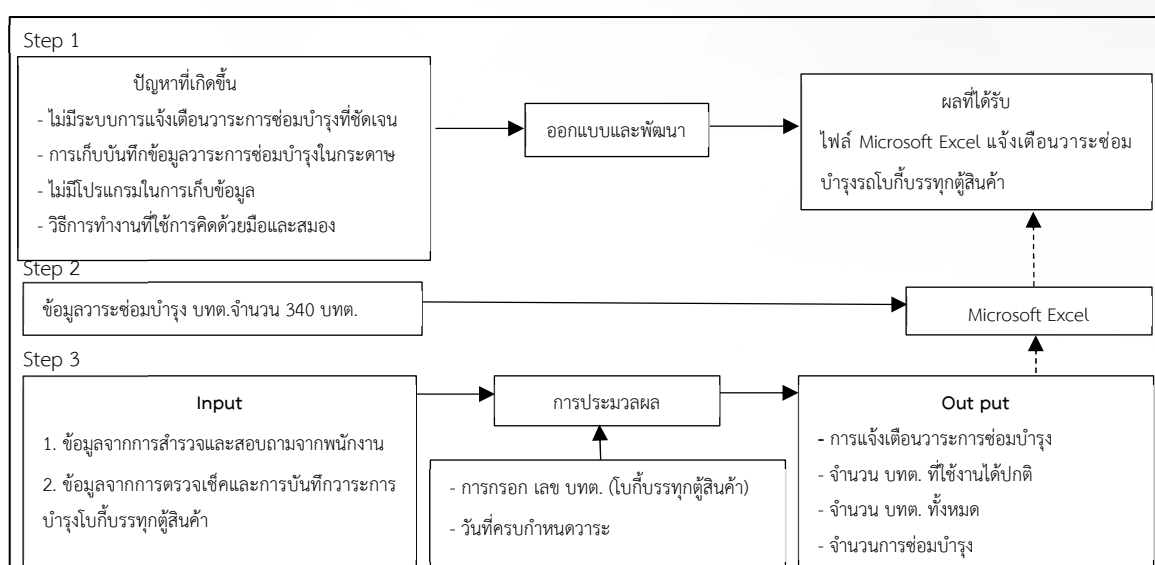 Step 1
ปัญหาที่เกิดขึ้น
- ไม่มีระบบการแจ้งเตือนวาระการซ่อมบำรุงที่ชัดเจน
- การเก็บบันทึกข้อมูลวาระการซ่อมบำรุงในกระดาษ
- ไม่มีโปรแกรมในการเก็บข้อมูล
- วิธีการทำงานที่ใช้การคิดด้วยมือและสมอง
ออกแบบและพัฒนา
ผลที่ได้รับ
ไฟล์ Microsoft Excel แจ้งเตือนวาระซ่อม
บำรุงรถโบกี้บรรทุกตู้สินค้า
Step 2
ข้อมูลวาระซ่อมบำรุง บทต.จำนวน 340 บทต.
Microsoft Excel
Step 3
Input
1. ข้อมูลจากการสำรวจและสอบถามจากพนักงาน
2. ข้อมูลจากการตรวจเช็คและการบันทึกวาระการ
บำรุงโบกี้บรรทุกตู้สินค้า
การประมวลผล
- การกรอก เลข บทต. (โบกี้บรรทุกตู้สินค้า)
- วันที่ครบกำหนดวาระ
Out put
- การแจ้งเตือนวาระการซ่อมบำรุง
- จำนวน บทต. ที่ใช้งานได้ปกติ
- จำนวน บทต. ทั้งหมด
- จำนวนการซ่อมบำรุง